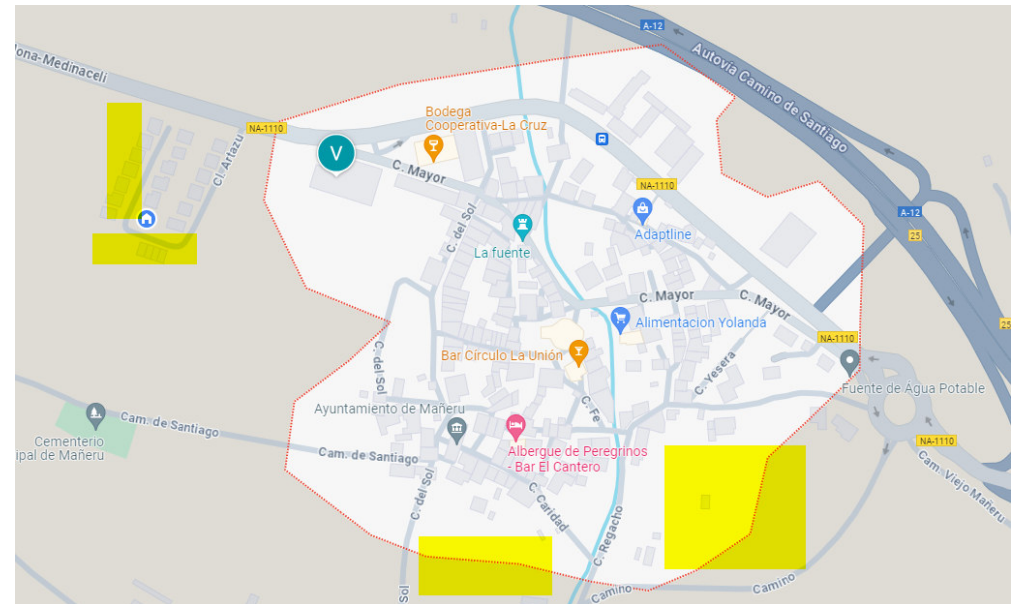 A-12
Autovía Camino de Santiago
ona-Medinaceli
NA-1110
Bodega
Cooperativa-La Cruz
V
Cl. Artazu
C. Mayor
NA-1110
A-12
25
C. del Sol
La fuente
Adaptline
C. Mayor
C. Mayor
25
Alimentacion Yolanda
NA-1110
Bar Círculo La Unión
C. Yesera
C. del Sol
Fuente de Agua Potable
Ayuntamiento de Mañeru
C. Fe
Cam. de Santiago
Cementerio
ipal de Mañeru
Albergue de Peregrinos
- Bar El Cantero
NA-1110
Cam. de Santiago
C. del Sol
C. Caridad
Cam. Viejo Mañeru
C. Regacho
Sol
Camino
Camino